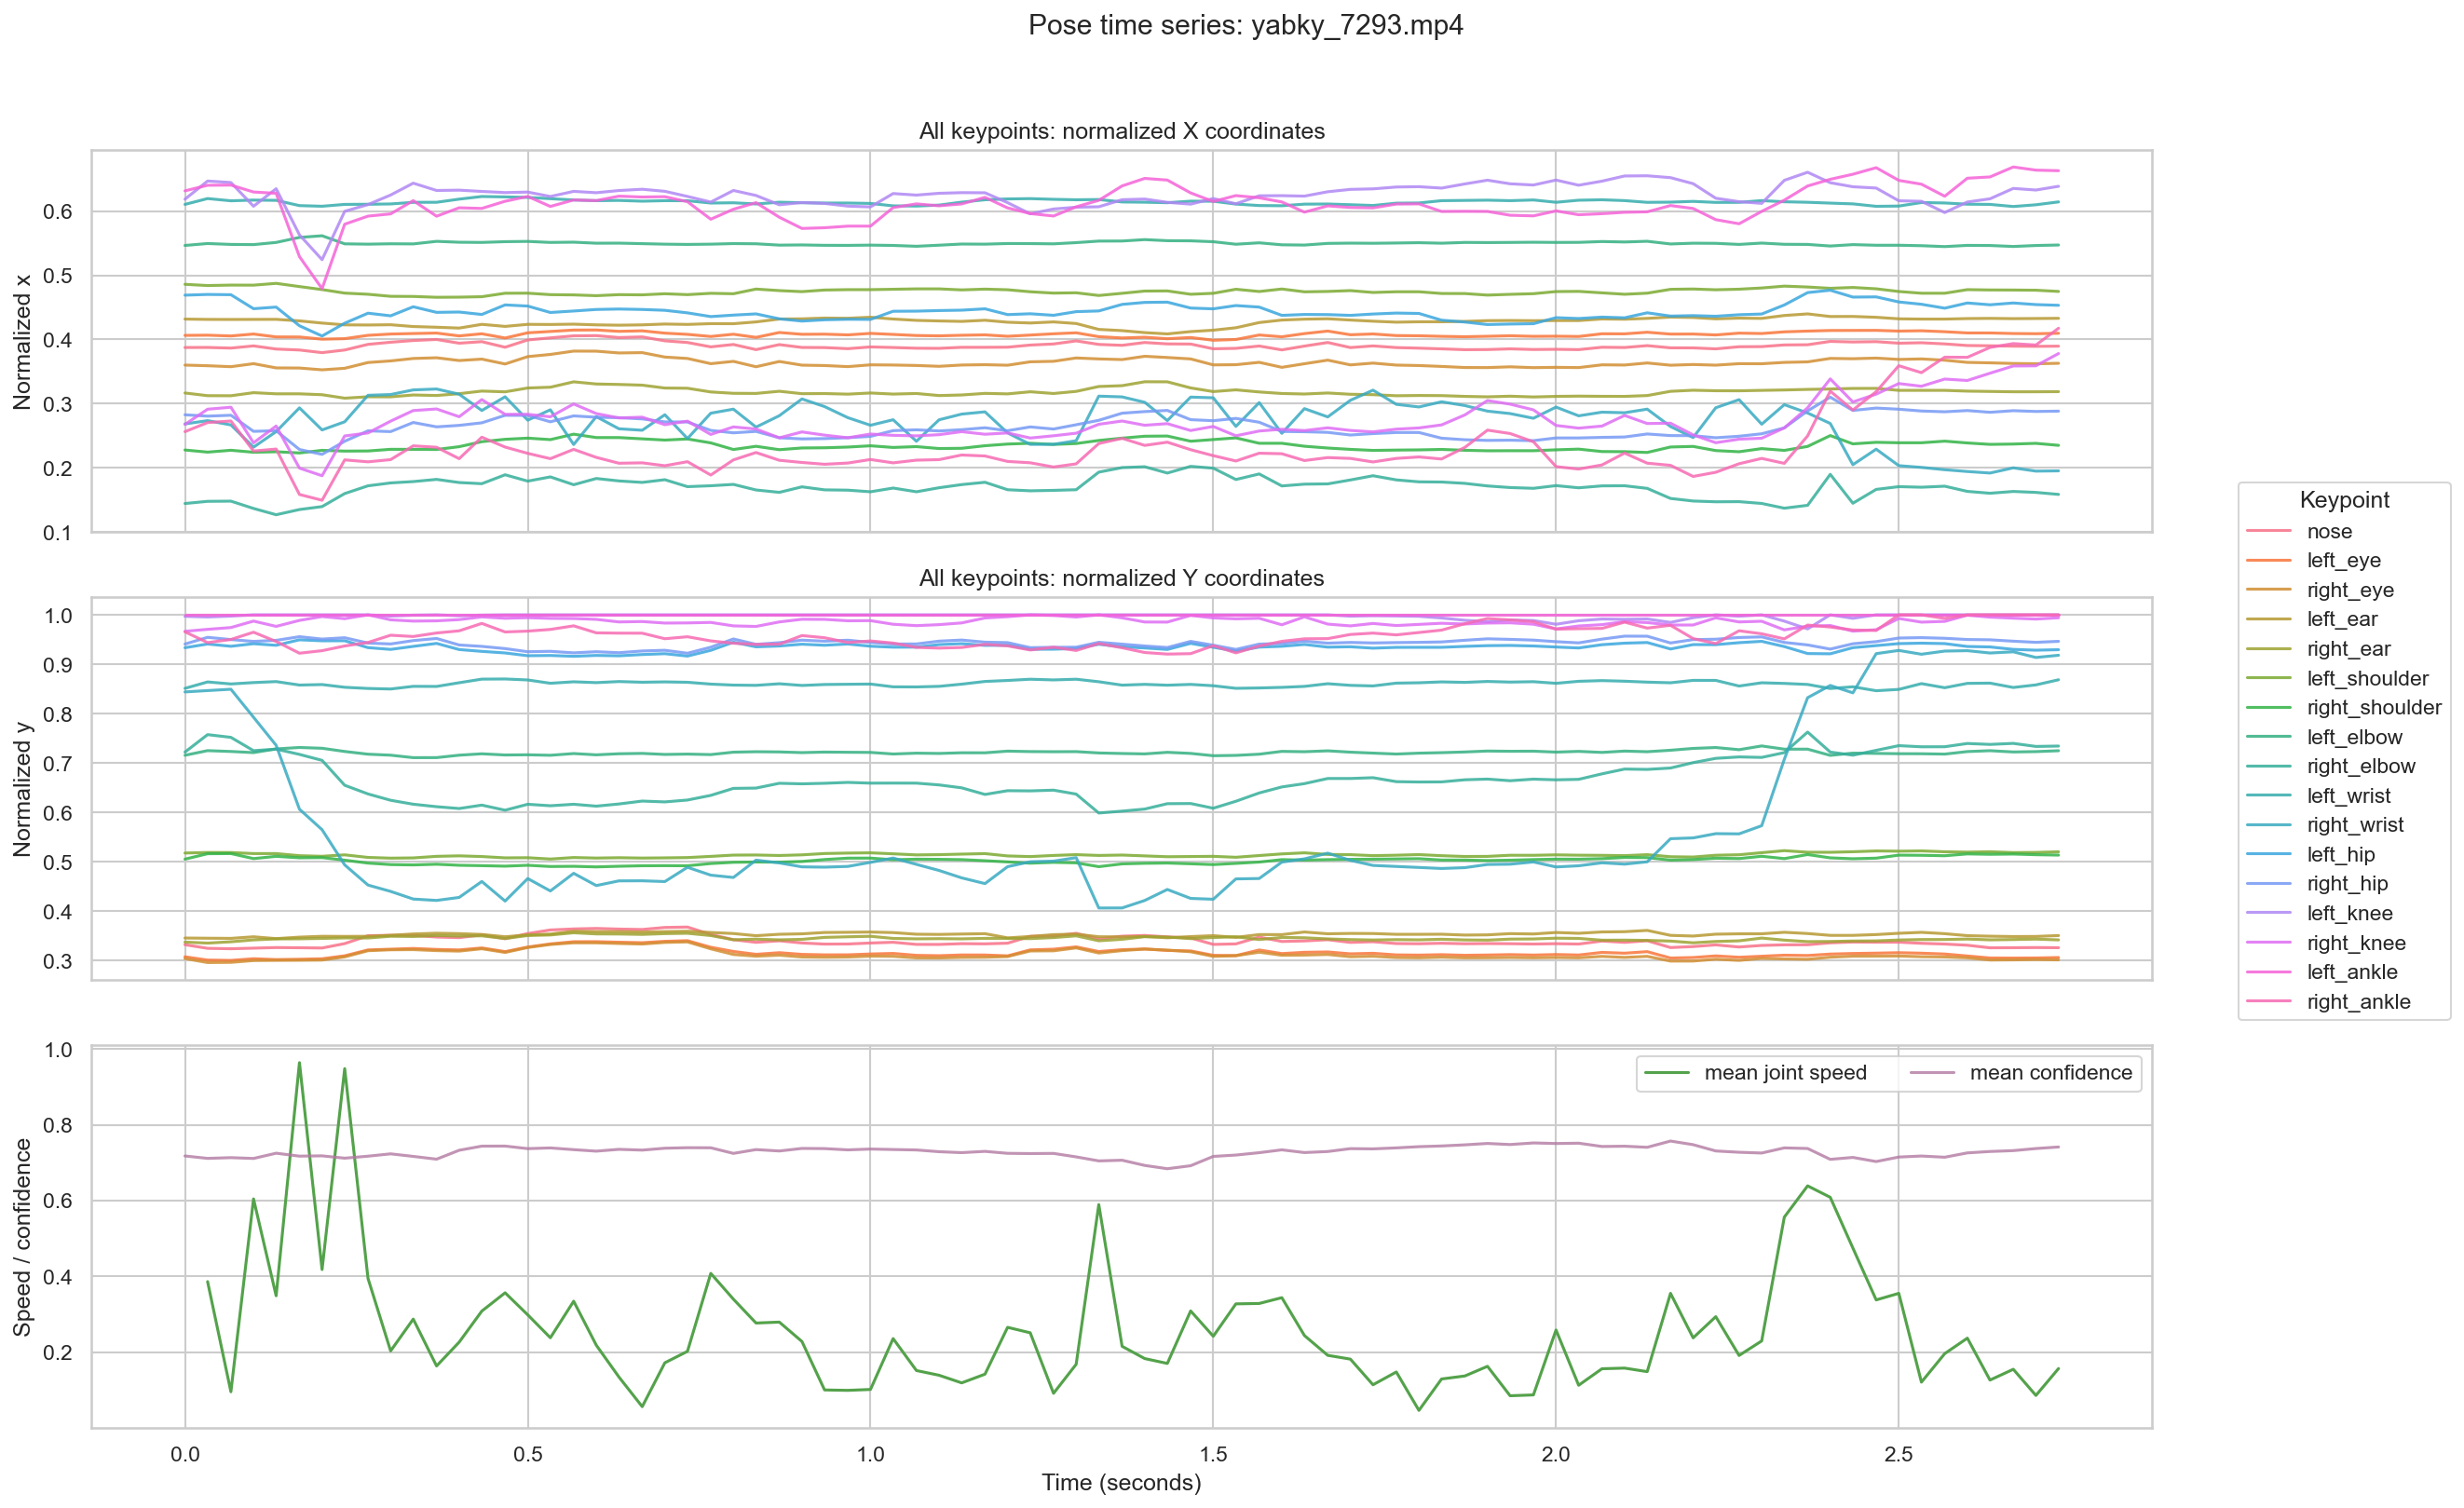 Pose time series: yabky_7293.mp4
All keypoints: normalized X coordinates
Normalized x
0.6
0.5
0.4
0.3
0.2
0.1
All keypoints: normalized Y coordinates
Normalized y
1.0
0.9
0.8
0.7
0.6
0.5
0.4
0.3
Keypoint
nose
left_eye
right_eye
left_ear
right_ear
left_shoulder
right_shoulder
left_elbow
right_elbow
left_wrist
right_wrist
left_hip
right_hip
left_knee
right_knee
left_ankle
right_ankle
Speed / confidence
1.0
0.8
0.6
0.4
0.2
mean joint speed mean confidence
0.0 0.5 1.0 1.5 2.0 2.5
Time (seconds)